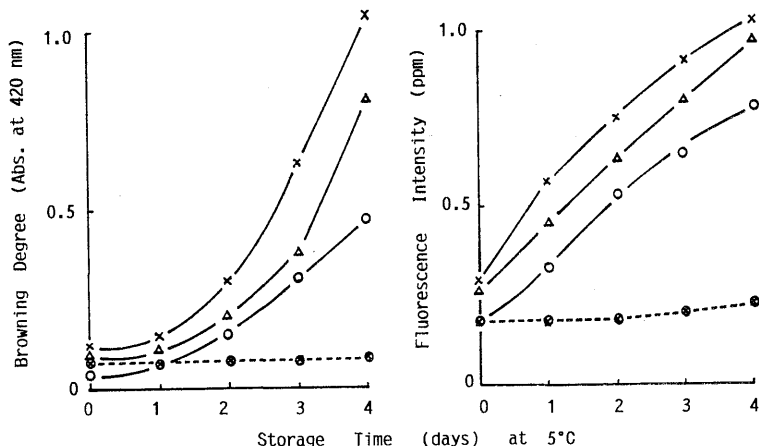 Browning Degree (Abs. at 420 nm)
1.0
0.5
0
0 1 2 3 4
Fluorescence Intensity (ppm)
1.0
0.5
0
0 1 2 3 4
Storage Time (days) at 5°C